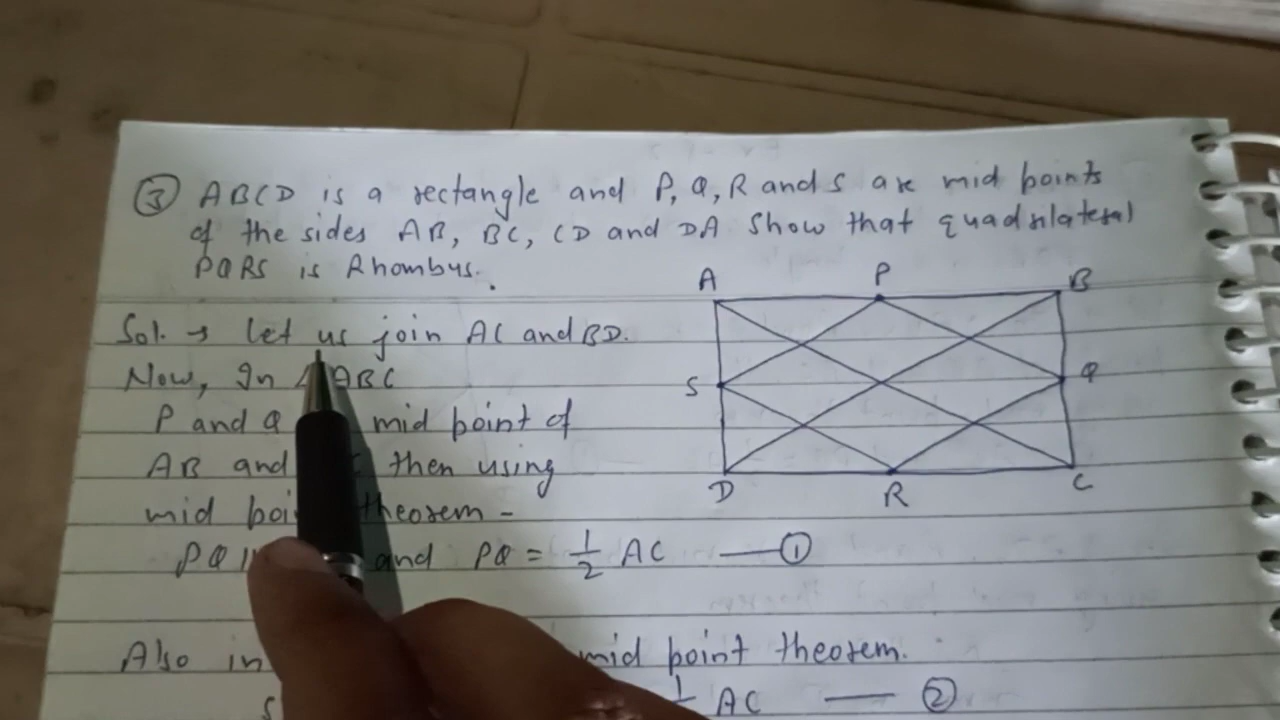 ③ ABCD is a rectangle and P, Q, R and S are mid points
of the sides AB, BC, CD and DA Show that quadrilateral
PQRS is Rhombus.
A P B
Sol. → Let us join AC and BD.
Now, In ABC
S Q
P and Q mid point of
AB and then using
D R C
mid theorem -
PQ and PQ = 1/2 AC —— ①
Also in mid point theorem.
S AC —— ②